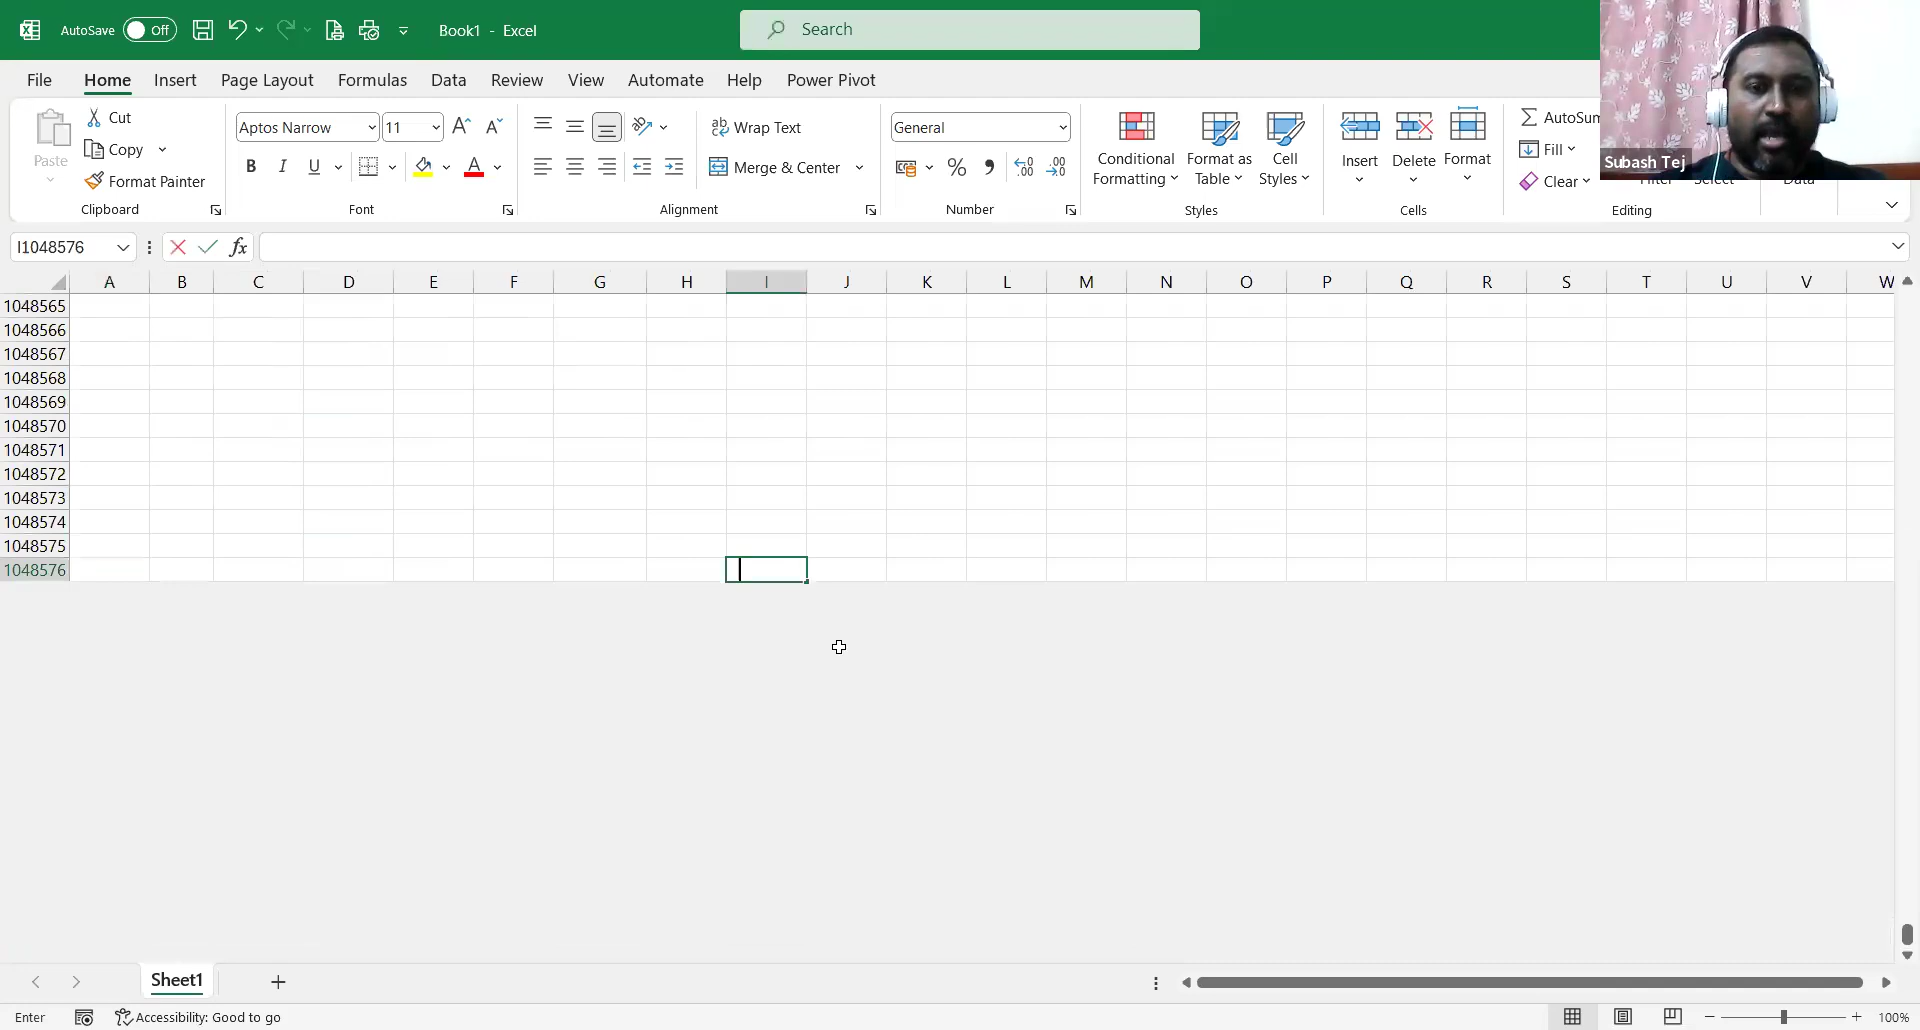 AutoSave Off Book1 - Excel Search
File Home Insert Page Layout Formulas Data Review View Automate Help Power Pivot
Paste Cut Copy Format Painter Clipboard
Aptos Narrow 11 B I U A Font
Wrap Text Merge & Center Alignment
General % Number
Conditional Formatting Format as Table Cell Styles Styles
Insert Delete Format Cells
AutoSum Fill Clear Editing
Subash Tej
I1048576 fx
A B C D E F G H I J K L M N O P Q R S T U V W
1048565
1048566
1048567
1048568
1048569
1048570
1048571
1048572
1048573
1048574
1048575
1048576
Sheet1
Enter Accessibility: Good to go 100%